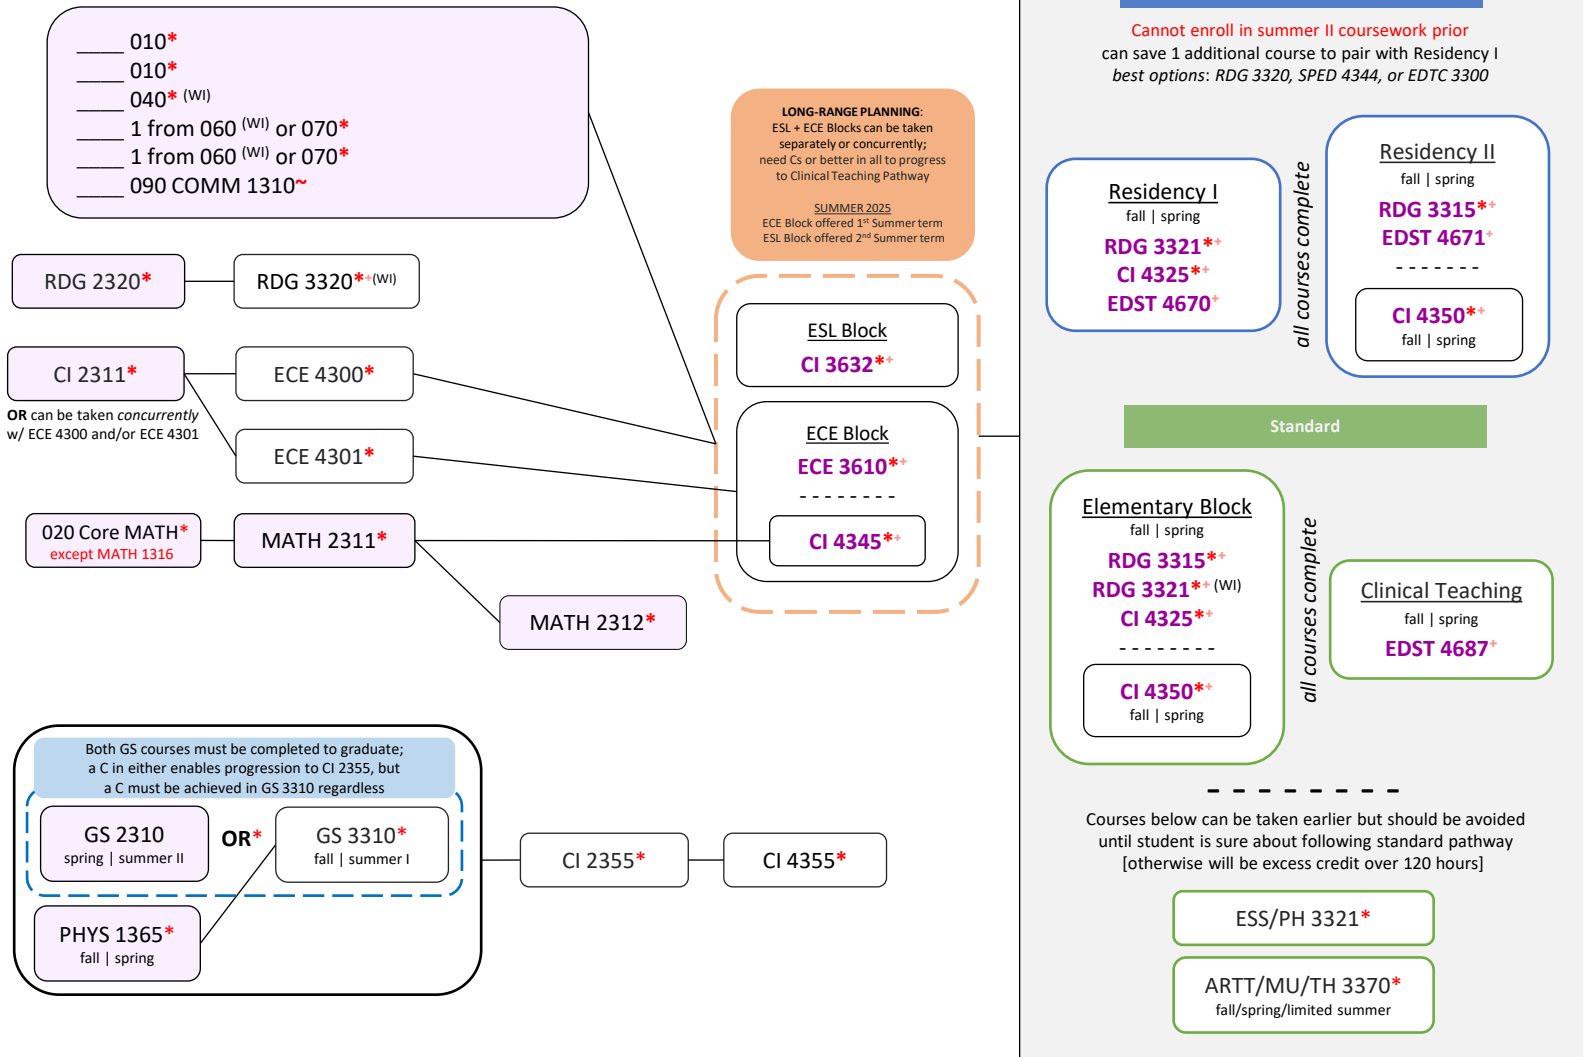 ____ 010*
____ 010*
____ 040* (WI)
____ 1 from 060 (WI) or 070*
____ 1 from 060 (WI) or 070*
____ 090 COMM 1310~
RDG 2320*
RDG 3320*+(WI)
CI 2311*
OR can be taken concurrently
w/ ECE 4300 and/or ECE 4301
ECE 4300*
ECE 4301*
020 Core MATH*
except MATH 1316
MATH 2311*
MATH 2312*
LONG-RANGE PLANNING:
ESL + ECE Blocks can be taken
separately or concurrently;
need Cs or better in all to progress
to Clinical Teaching Pathway
SUMMER 2025
ECE Block offered 1st Summer term
ESL Block offered 2nd Summer term
ESL Block
CI 3632*+
ECE Block
ECE 3610*+
- - - - - - - -
CI 4345*+
Both GS courses must be completed to graduate;
a C in either enables progression to CI 2355, but
a C must be achieved in GS 3310 regardless
GS 2310
spring | summer II
OR*
GS 3310*
fall | summer I
PHYS 1365*
fall | spring
CI 2355*
CI 4355*
Cannot enroll in summer II coursework prior
can save 1 additional course to pair with Residency I
best options: RDG 3320, SPED 4344, or EDTC 3300
Residency I
fall | spring
RDG 3321*+
CI 4325*+
EDST 4670+
all courses complete
Residency II
fall | spring
RDG 3315*+
EDST 4671+
- - - - - - -
CI 4350*+
fall | spring
Standard
Elementary Block
fall | spring
RDG 3315*+
RDG 3321*+ (WI)
CI 4325*+
- - - - - - - -
CI 4350*+
fall | spring
all courses complete
Clinical Teaching
fall | spring
EDST 4687+
- - - - - - - -
Courses below can be taken earlier but should be avoided
until student is sure about following standard pathway
[otherwise will be excess credit over 120 hours]
ESS/PH 3321*
ARTT/MU/TH 3370*
fall/spring/limited summer